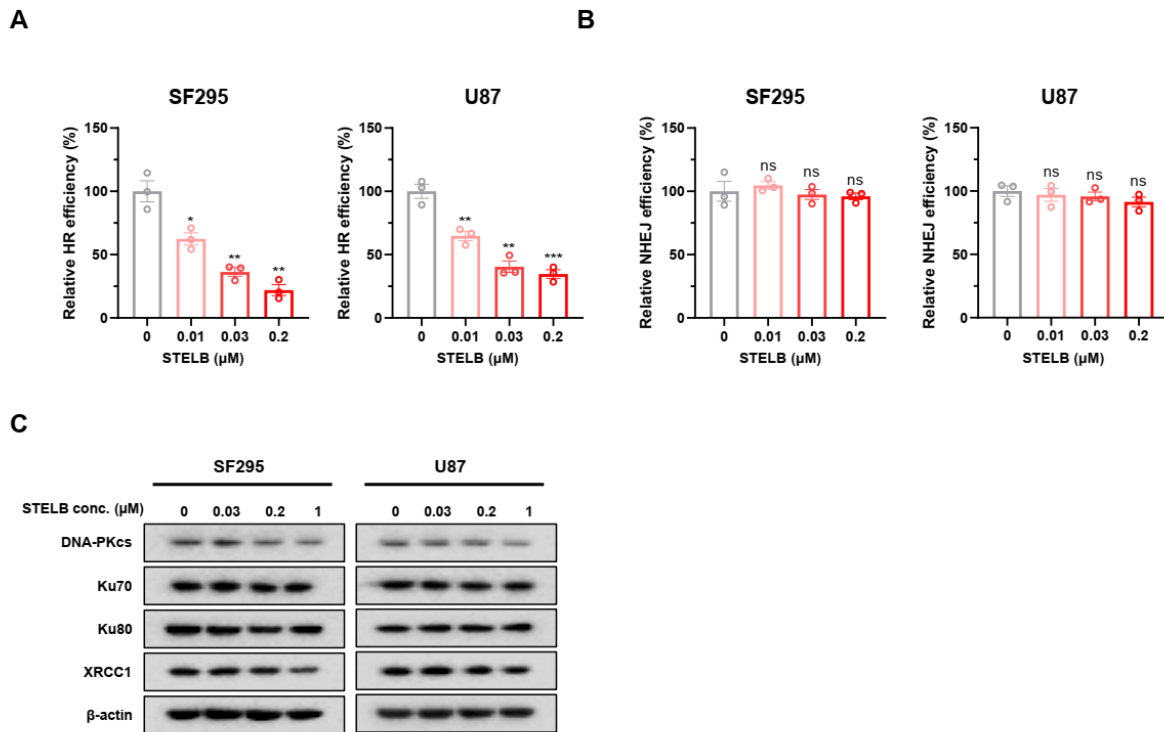 A
B
SF295
U87
SF295
U87
Relative HR efficiency (%)
150
100
50
0
*
**
**
0
0.01
0.03
0.2
STELB (µM)
Relative HR efficiency (%)
150
100
50
0
**
**
***
0
0.01
0.03
0.2
STELB (µM)
Relative NHEJ efficiency (%)
150
100
50
0
ns
ns
ns
0
0.01
0.03
0.2
STELB (µM)
Relative NHEJ efficiency (%)
150
100
50
0
ns
ns
ns
0
0.01
0.03
0.2
STELB (µM)
C
SF295
U87
STELB conc. (µM) 0 0.03 0.2 1 0 0.03 0.2 1
DNA-PKcs
Ku70
Ku80
XRCC1
β-actin